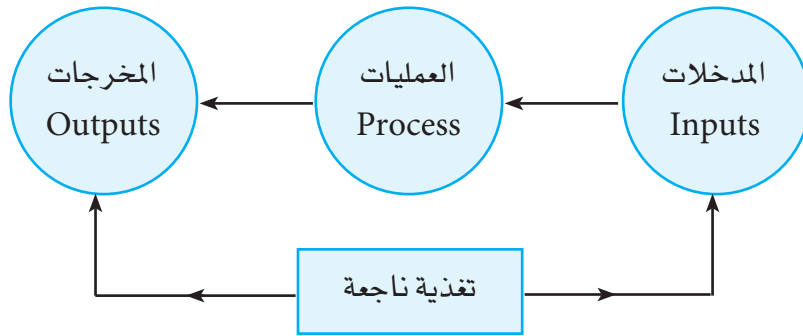 المدخلات
Inputs
العمليات
Process
المخرجات
Outputs
تغذية ناجعة